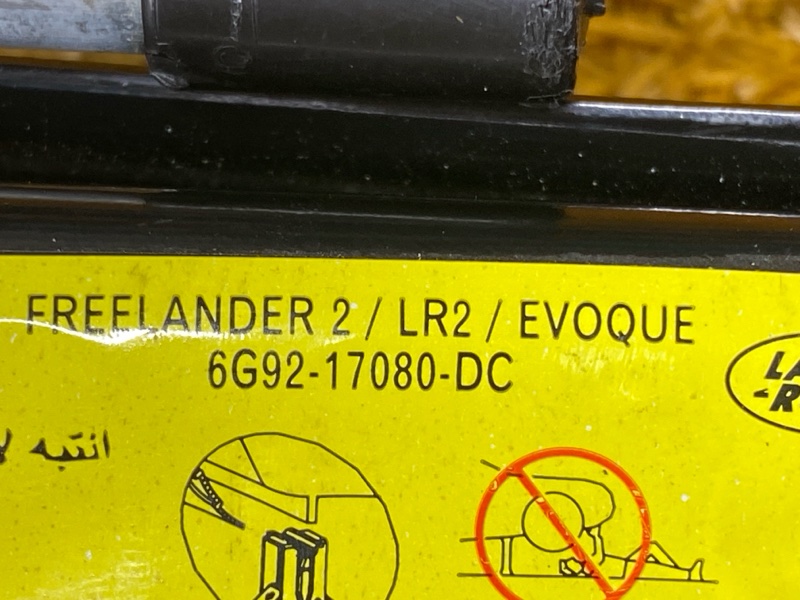 FREELANDER 2 / LR2 / EVOQUE
6G92-17080-DC
انتبه